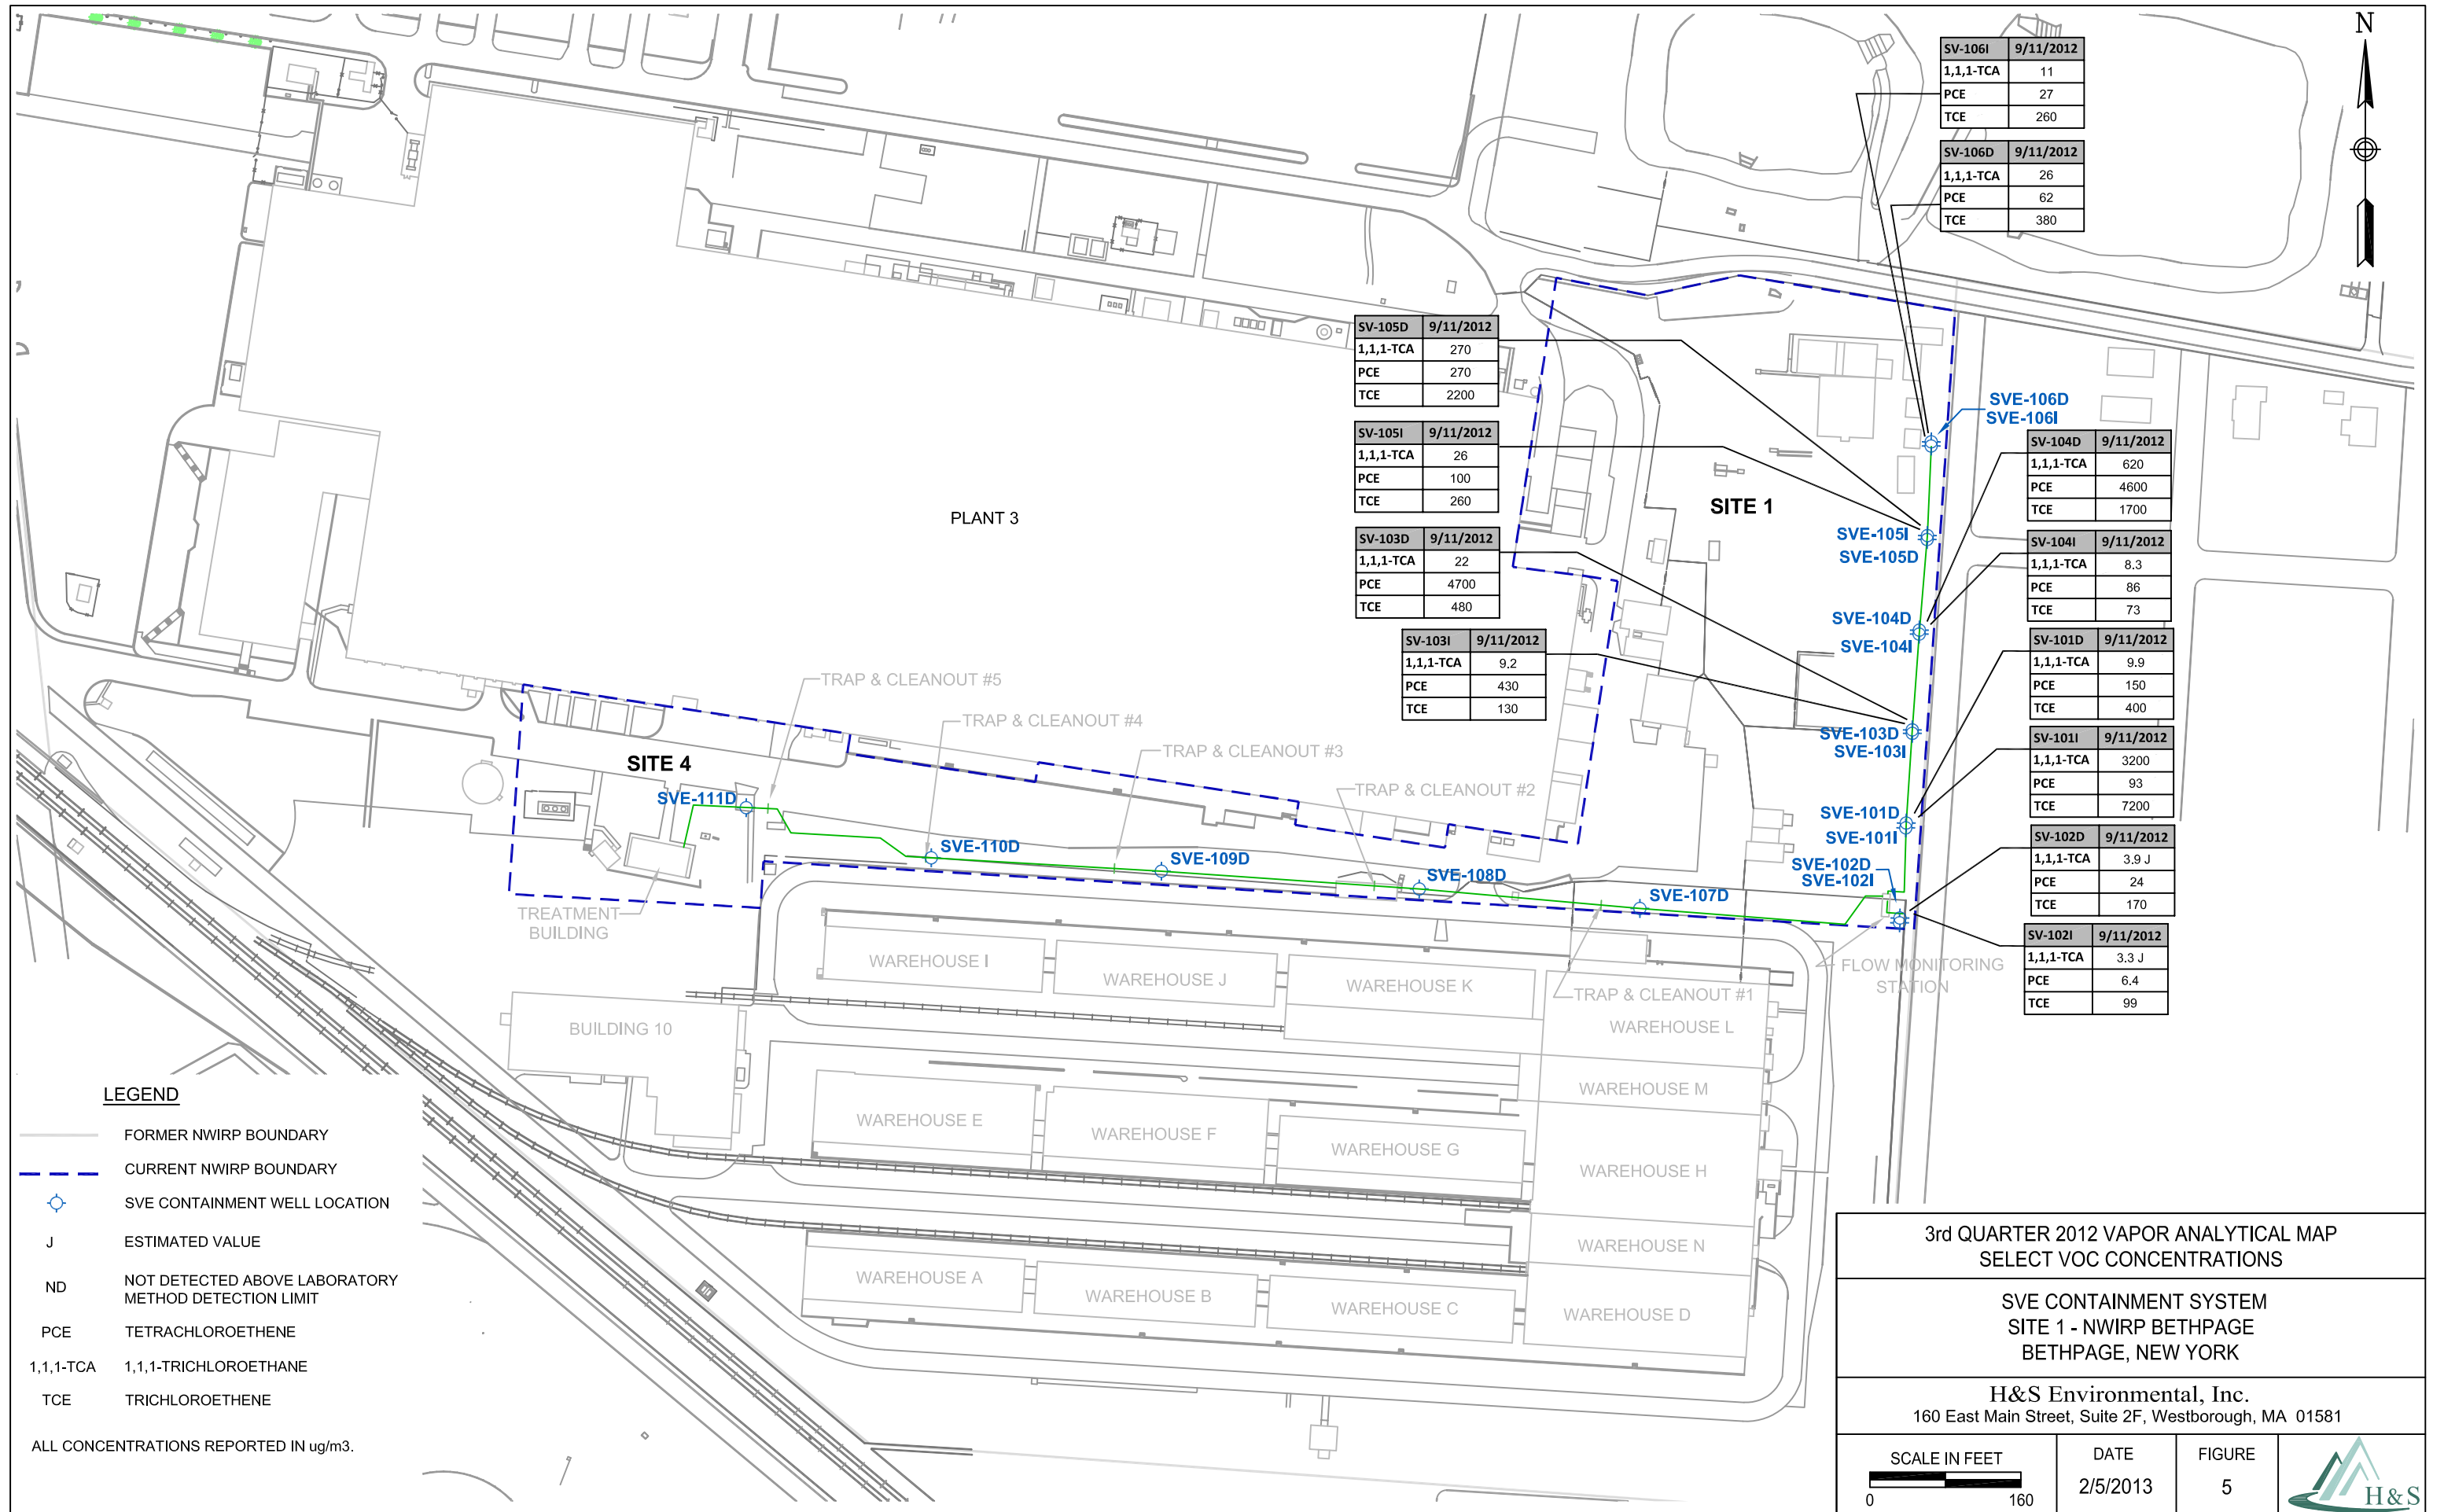 N
SV-106I 9/11/2012
1,1,1-TCA 11
PCE 27
TCE 260
SV-106D 9/11/2012
1,1,1-TCA 26
PCE 62
TCE 380
SV-105D 9/11/2012
1,1,1-TCA 270
PCE 270
TCE 2200
SV-105I 9/11/2012
1,1,1-TCA 26
PCE 100
TCE 260
SV-103D 9/11/2012
1,1,1-TCA 22
PCE 4700
TCE 480
SV-103I 9/11/2012
1,1,1-TCA 9.2
PCE 430
TCE 130
SVE-106D
SVE-106I
SV-104D 9/11/2012
1,1,1-TCA 620
PCE 4600
TCE 1700
SV-104I 9/11/2012
1,1,1-TCA 8.3
PCE 86
TCE 73
SV-101D 9/11/2012
1,1,1-TCA 9.9
PCE 150
TCE 400
SV-101I 9/11/2012
1,1,1-TCA 3200
PCE 93
TCE 7200
SV-102D 9/11/2012
1,1,1-TCA 3.9 J
PCE 24
TCE 170
SV-102I 9/11/2012
1,1,1-TCA 3.3 J
PCE 6.4
TCE 99
PLANT 3
SITE 1
SVE-105I
SVE-105D
SVE-104D
SVE-104I
SVE-103D
SVE-103I
SVE-101D
SVE-101I
SVE-102D
SVE-102I
TRAP & CLEANOUT #5
TRAP & CLEANOUT #4
TRAP & CLEANOUT #3
TRAP & CLEANOUT #2
SITE 4
SVE-111D
SVE-110D
SVE-109D
SVE-108D
SVE-107D
TREATMENT
BUILDING
FLOW MONITORING
STATION
TRAP & CLEANOUT #1
WAREHOUSE I
WAREHOUSE J
WAREHOUSE K
WAREHOUSE L
BUILDING 10
WAREHOUSE M
WAREHOUSE E
WAREHOUSE F
WAREHOUSE G
WAREHOUSE H
WAREHOUSE N
WAREHOUSE A
WAREHOUSE B
WAREHOUSE C
WAREHOUSE D
LEGEND
FORMER NWIRP BOUNDARY
CURRENT NWIRP BOUNDARY
SVE CONTAINMENT WELL LOCATION
J ESTIMATED VALUE
ND NOT DETECTED ABOVE LABORATORY
METHOD DETECTION LIMIT
PCE TETRACHLOROETHENE
1,1,1-TCA 1,1,1-TRICHLOROETHANE
TCE TRICHLOROETHENE
ALL CONCENTRATIONS REPORTED IN ug/m3.
3rd QUARTER 2012 VAPOR ANALYTICAL MAP
SELECT VOC CONCENTRATIONS
SVE CONTAINMENT SYSTEM
SITE 1 - NWIRP BETHPAGE
BETHPAGE, NEW YORK
H&S Environmental, Inc.
160 East Main Street, Suite 2F, Westborough, MA 01581
SCALE IN FEET
0 160
DATE
2/5/2013
FIGURE
5
H&S